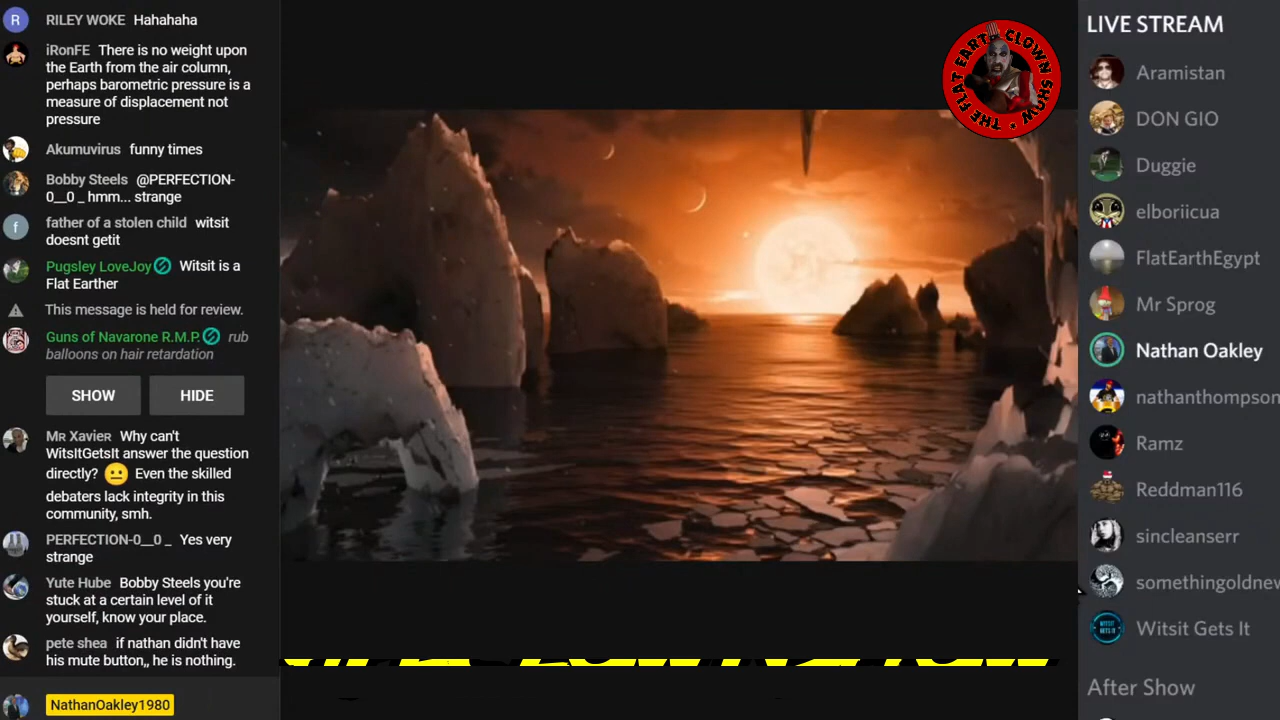 RILEY WOKE Hahahaha
iRonFE There is no weight upon
the Earth from the air column,
perhaps barometric pressure is a
measure of displacement not
pressure
Akumuvirus funny times
Bobby Steels @PERFECTION-
0__0 _ hmm... strange
father of a stolen child witsit
doesnt getit
Pugsley LoveJoy Witsit is a
Flat Earther
This message is held for review.
Guns of Navarone R.M.P. rub
balloons on hair retardation
SHOW HIDE
Mr Xavier Why can't
WitsItGetsIt answer the question
directly? 😐 Even the skilled
debaters lack integrity in this
community, smh.
PERFECTION-0__0 _ Yes very
strange
Yute Hube Bobby Steels you're
stuck at a certain level of it
yourself, know your place.
pete shea if nathan didn't have
his mute button,, he is nothing.
NathanOakley1980
R
f
THE FLAT EARTH CLOWN SHOW
LIVE STREAM
Aramistan
DON GIO
Duggie
elboriicua
FlatEarthEgypt
Mr Sprog
Nathan Oakley
nathanthompson
Ramz
Reddman116
sincleanserr
somethingoldnew
WITSIT GETS IT
Witsit Gets It
After Show